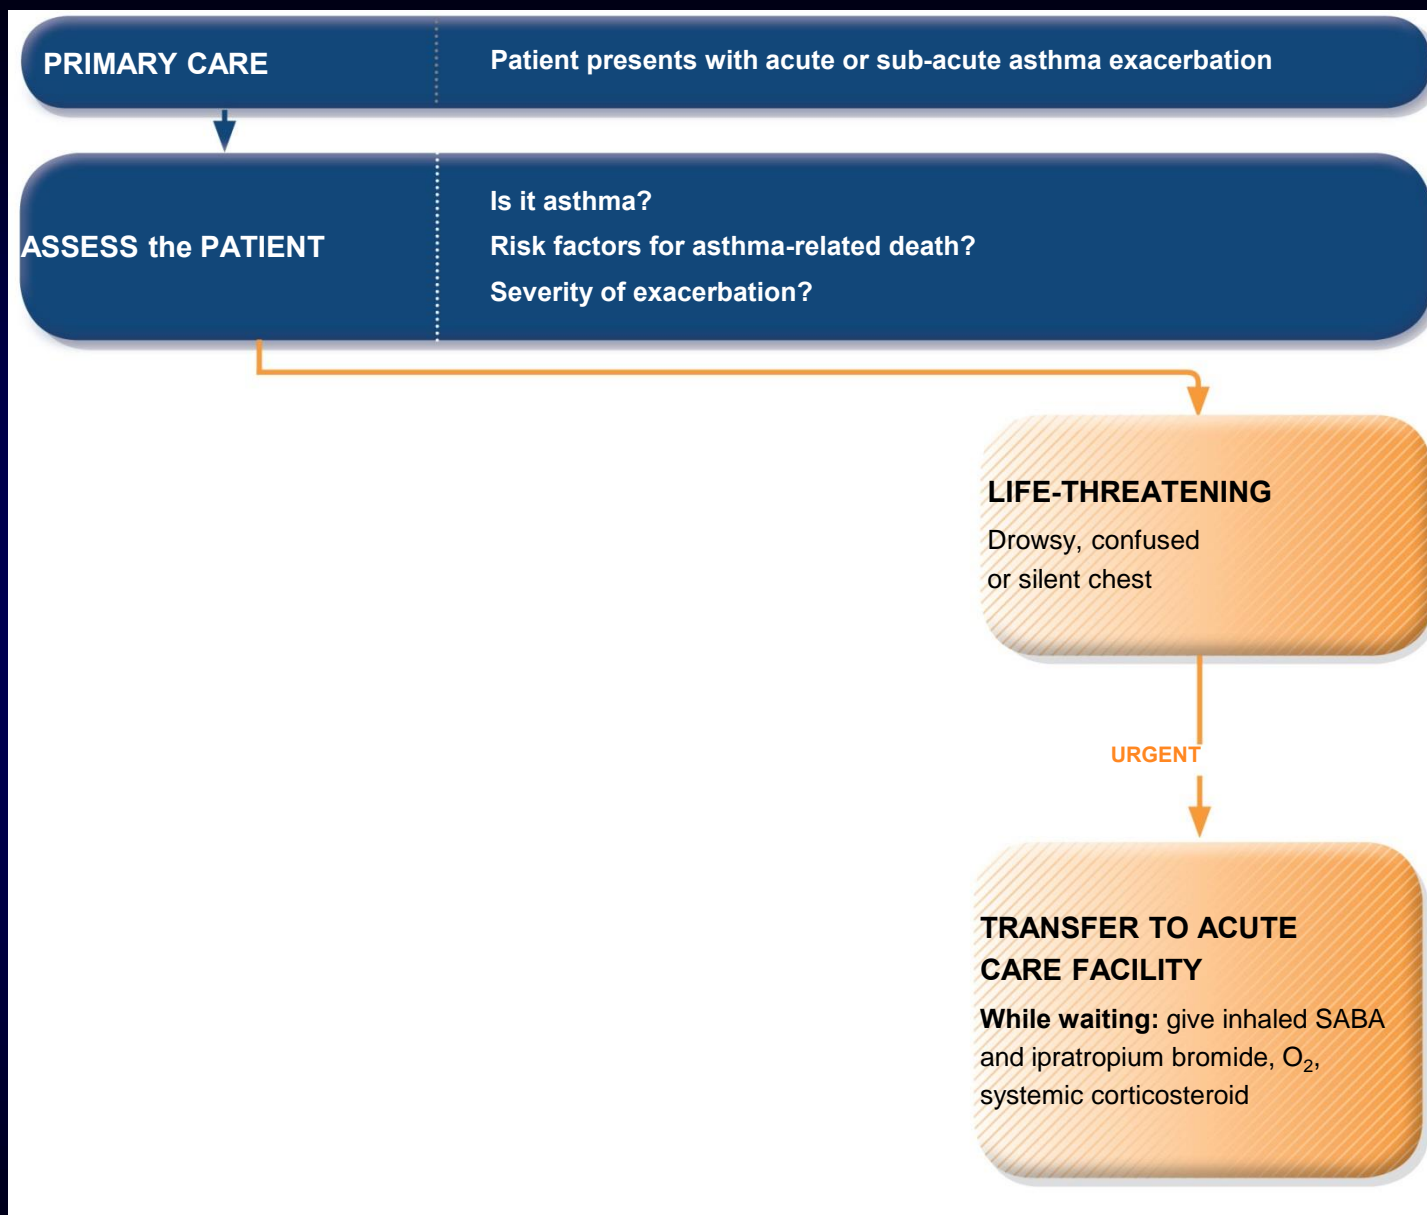 PRIMARY CARE
Patient presents with acute or sub-acute asthma exacerbation
ASSESS the PATIENT
Is it asthma?
Risk factors for asthma-related death?
Severity of exacerbation?
LIFE-THREATENING
Drowsy, confused
or silent chest
URGENT
TRANSFER TO ACUTE
CARE FACILITY
While waiting: give inhaled SABA
and ipratropium bromide, O₂,
systemic corticosteroid